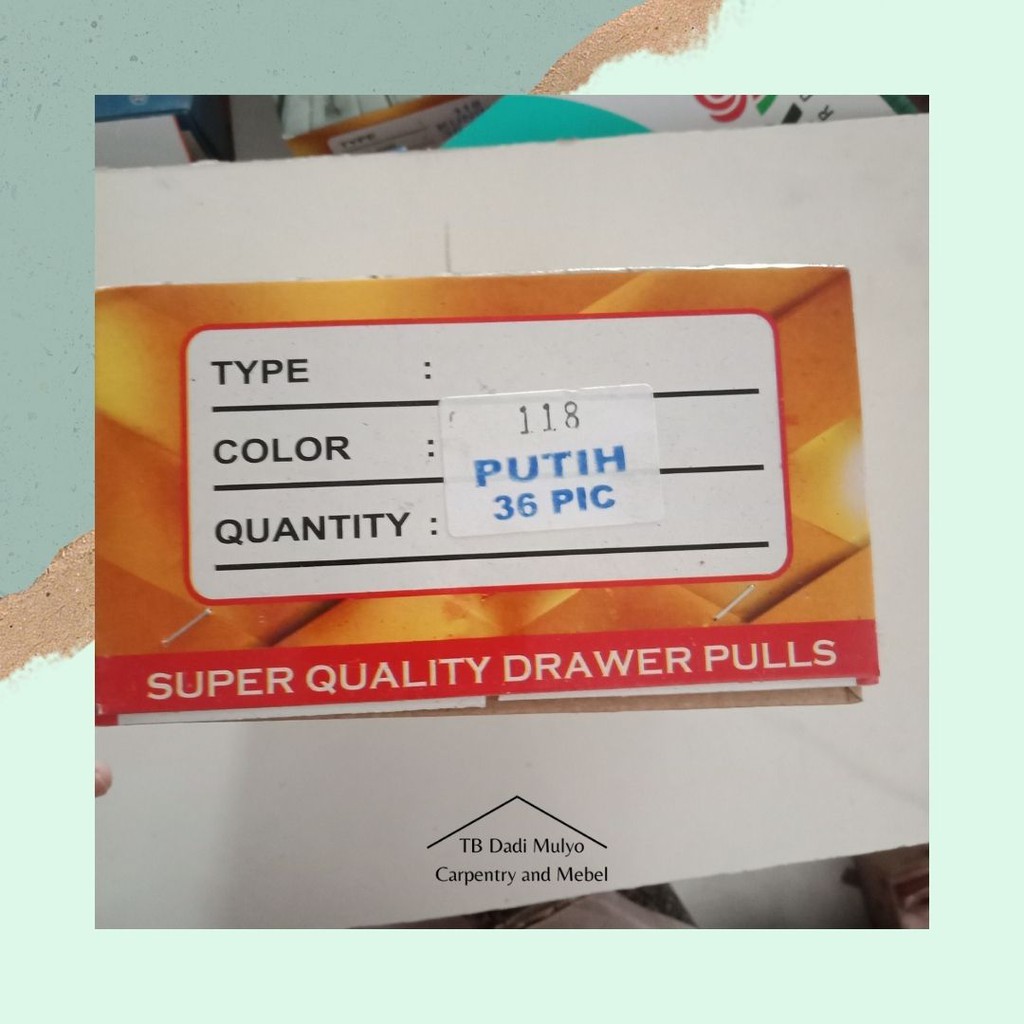 TYPE :
118
COLOR :
PUTIH
QUANTITY :
36 PIC
SUPER QUALITY DRAWER PULLS
TB Dadi Mulyo
Carpentry and Mebel